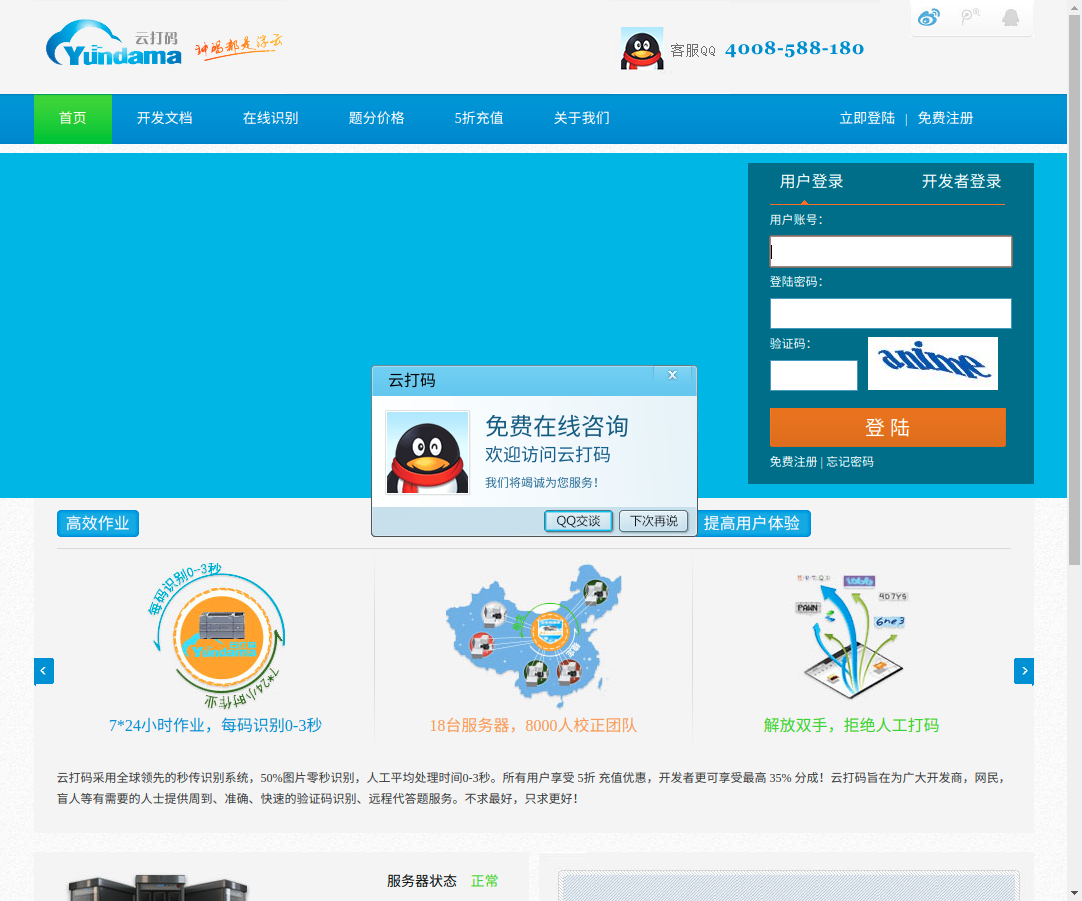 云打码
Yundama
神马都是浮云
客服QQ 4008-588-180
首页 开发文档 在线识别 题分价格 5折充值 关于我们 立即登陆 | 免费注册
用户登录 开发者登录
用户账号：
登陆密码：
验证码：
anime
登 陆
免费注册 | 忘记密码
云打码 x
免费在线咨询
欢迎访问云打码
我们将竭诚为您服务！
QQ交谈 下次再说
高效作业 提高用户体验
每码识别0--3秒
Yundama
7*24小时作业
PAWN
9D7YS
6ne3
7*24小时作业，每码识别0-3秒
18台服务器，8000人校正团队
解放双手，拒绝人工打码
云打码采用全球领先的秒传识别系统，50%图片零秒识别，人工平均处理时间0-3秒。所有用户享受 5折 充值优惠，开发者更可享受最高 35% 分成！云打码旨在为广大开发商，网民，
盲人等有需要的人士提供周到、准确、快速的验证码识别、远程代答题服务。不求最好，只求更好！
服务器状态 正常